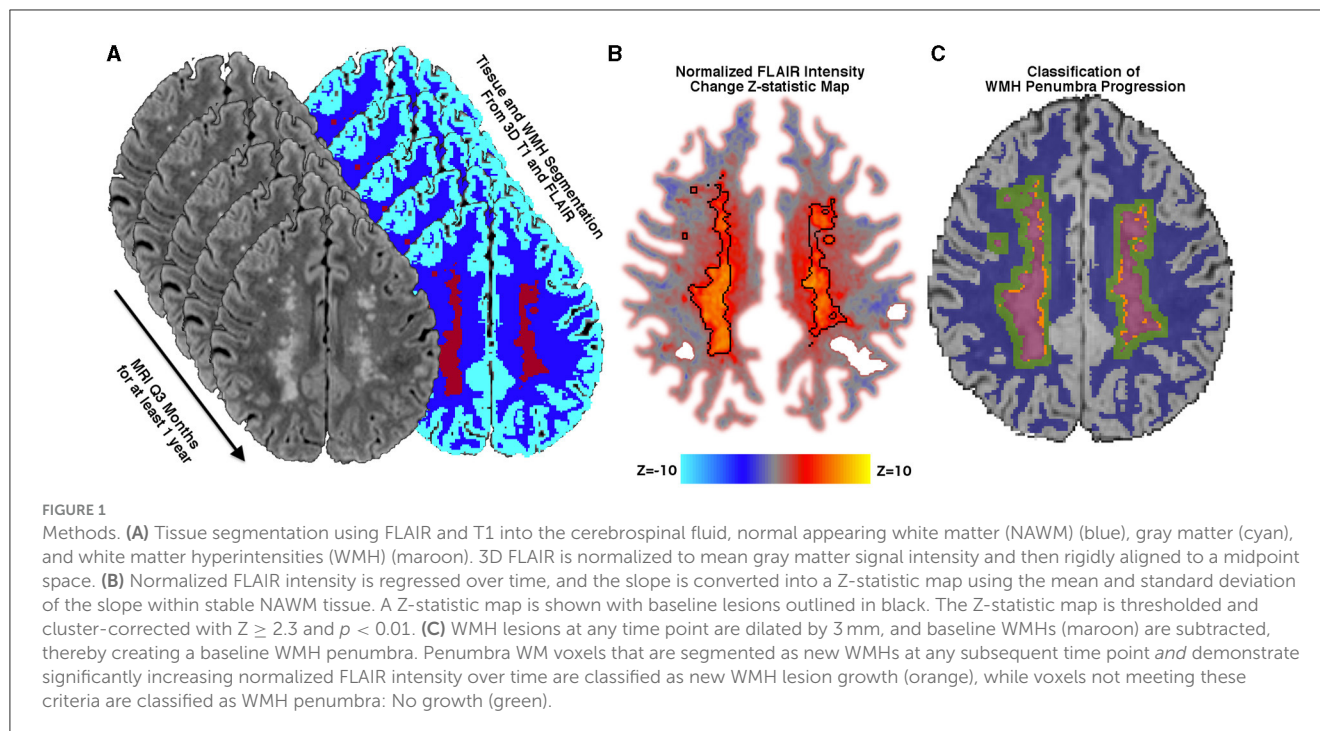 A
Tissue and WMH Segmentation
From 3D T1 and FLAIR
MRI Q3 Months
for at least 1 year
B
Normalized FLAIR Intensity
Change Z-statistic Map
Z=-10
Z=10
C
Classification of
WMH Penumbra Progression
FIGURE 1
Methods. (A) Tissue segmentation using FLAIR and T1 into the cerebrospinal fluid, normal appearing white matter (NAWM) (blue), gray matter (cyan),
and white matter hyperintensities (WMH) (maroon). 3D FLAIR is normalized to mean gray matter signal intensity and then rigidly aligned to a midpoint
space. (B) Normalized FLAIR intensity is regressed over time, and the slope is converted into a Z-statistic map using the mean and standard deviation
of the slope within stable NAWM tissue. A Z-statistic map is shown with baseline lesions outlined in black. The Z-statistic map is thresholded and
cluster-corrected with Z ≥ 2.3 and p < 0.01. (C) WMH lesions at any time point are dilated by 3 mm, and baseline WMHs (maroon) are subtracted,
thereby creating a baseline WMH penumbra. Penumbra WM voxels that are segmented as new WMHs at any subsequent time point and demonstrate
significantly increasing normalized FLAIR intensity over time are classified as new WMH lesion growth (orange), while voxels not meeting these
criteria are classified as WMH penumbra: No growth (green).